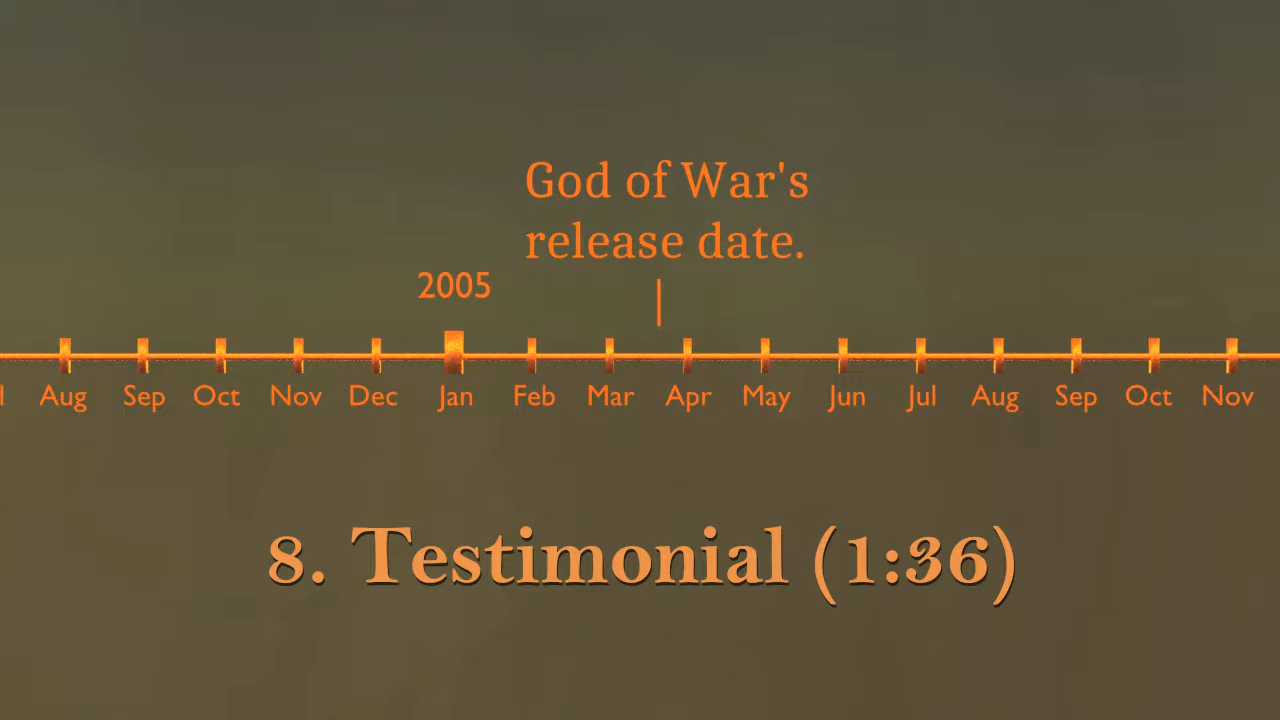 God of War's
release date.
2005
Aug Sep Oct Nov Dec Jan Feb Mar Apr May Jun Jul Aug Sep Oct Nov
8. Testimonial (1:36)